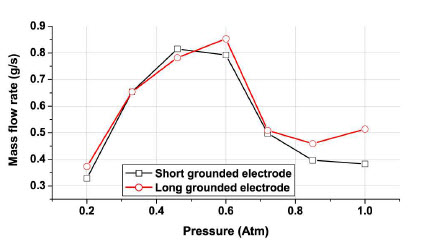 Mass flow rate (g/s)
0.9
0.8
0.7
0.6
0.5
0.4
0.3
Short grounded electrode
Long grounded electrode
0.2 0.4 0.6 0.8 1.0
Pressure (Atm)